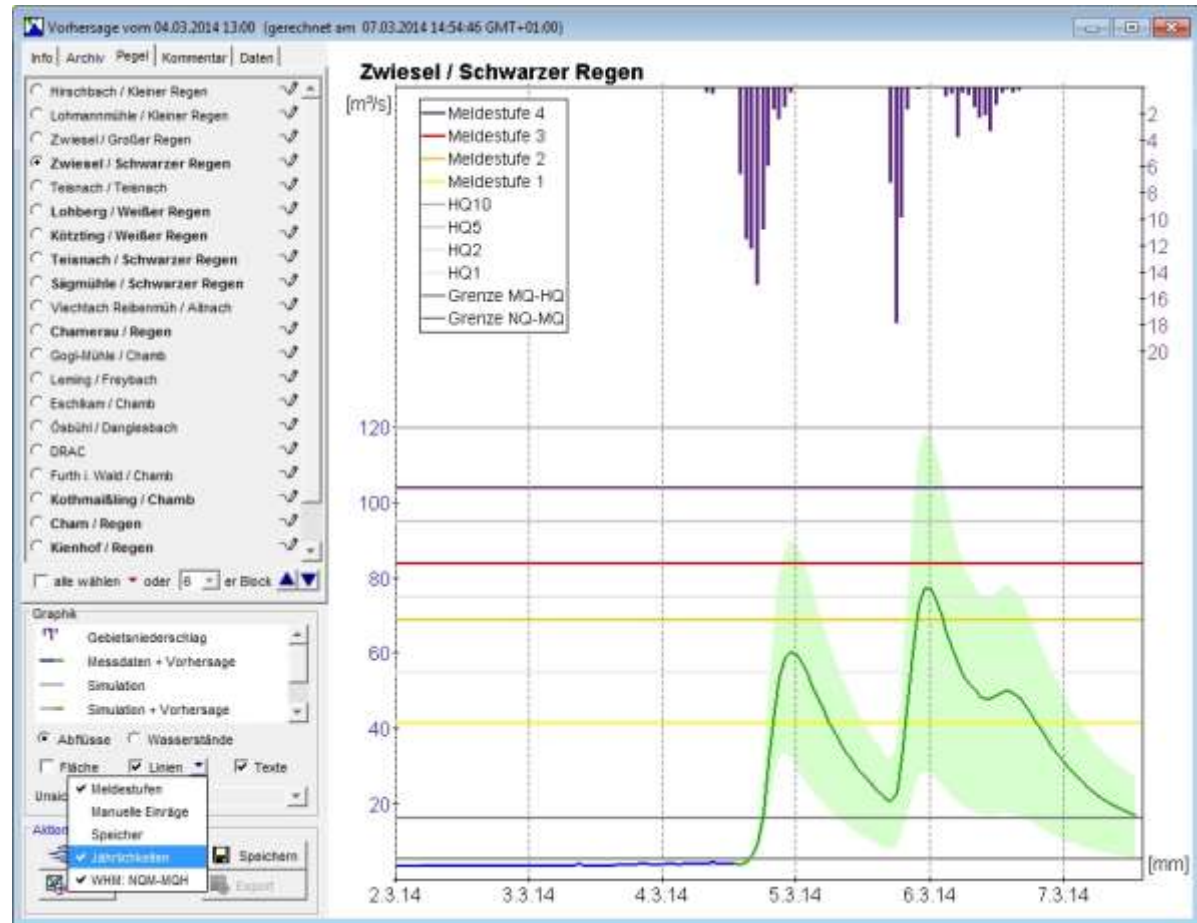 Vorhersage vom 04.03.2014 13:00 (gerechnet am 07.03.2014 14:54:46 GMT+01:00)
Info Archiv Pegel Kommentar Daten
Hirschbach / Kleiner Regen
Lohmannmühle / Kleiner Regen
Zwiesel / Großer Regen
Zwiesel / Schwarzer Regen
Teisnach / Teisnach
Lohberg / Weißer Regen
Kötzting / Weißer Regen
Teisnach / Schwarzer Regen
Sägmühle / Schwarzer Regen
Viechtach Reibenmüh / Aitnach
Chamerau / Regen
Gogl-Mühle / Chamb
Leming / Freybach
Eschlkam / Chamb
Ösbühl / Danglesbach
DRAC
Furth i. Wald / Chamb
Kothmaißling / Chamb
Cham / Regen
Kienhof / Regen
alle wählen oder 6 er Block
Graphik
Gebietsniederschlag
Messdaten + Vorhersage
Simulation
Simulation + Vorhersage
Abflüsse Wasserstände
Fläche Linien Texte
Unsic
Meldestufen
Manuelle Einräge
Speicher
Jährlichkeiten
WHM: NQM-MQH
Aktion
Speichern
Export
Zwiesel / Schwarzer Regen
[m³/s]
Meldestufe 4
Meldestufe 3
Meldestufe 2
Meldestufe 1
HQ10
HQ5
HQ2
HQ1
Grenze MQ-HQ
Grenze NQ-MQ
2
4
6
8
10
12
14
16
18
20
120
100
80
60
40
20
[mm]
2.3.14 3.3.14 4.3.14 5.3.14 6.3.14 7.3.14